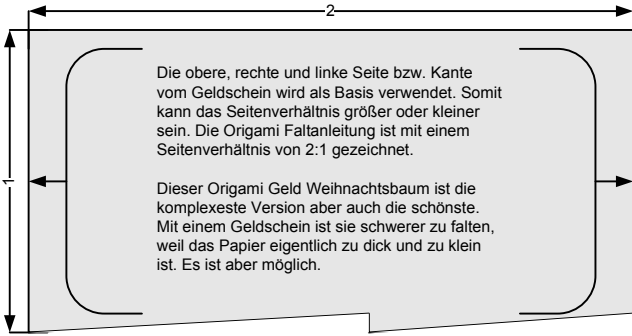 2
1
Die obere, rechte und linke Seite bzw. Kante
vom Geldschein wird als Basis verwendet. Somit
kann das Seitenverhältnis größer oder kleiner
sein. Die Origami Faltanleitung ist mit einem
Seitenverhältnis von 2:1 gezeichnet.
Dieser Origami Geld Weihnachtsbaum ist die
komplexeste Version aber auch die schönste.
Mit einem Geldschein ist sie schwerer zu falten,
weil das Papier eigentlich zu dick und zu klein
ist. Es ist aber möglich.